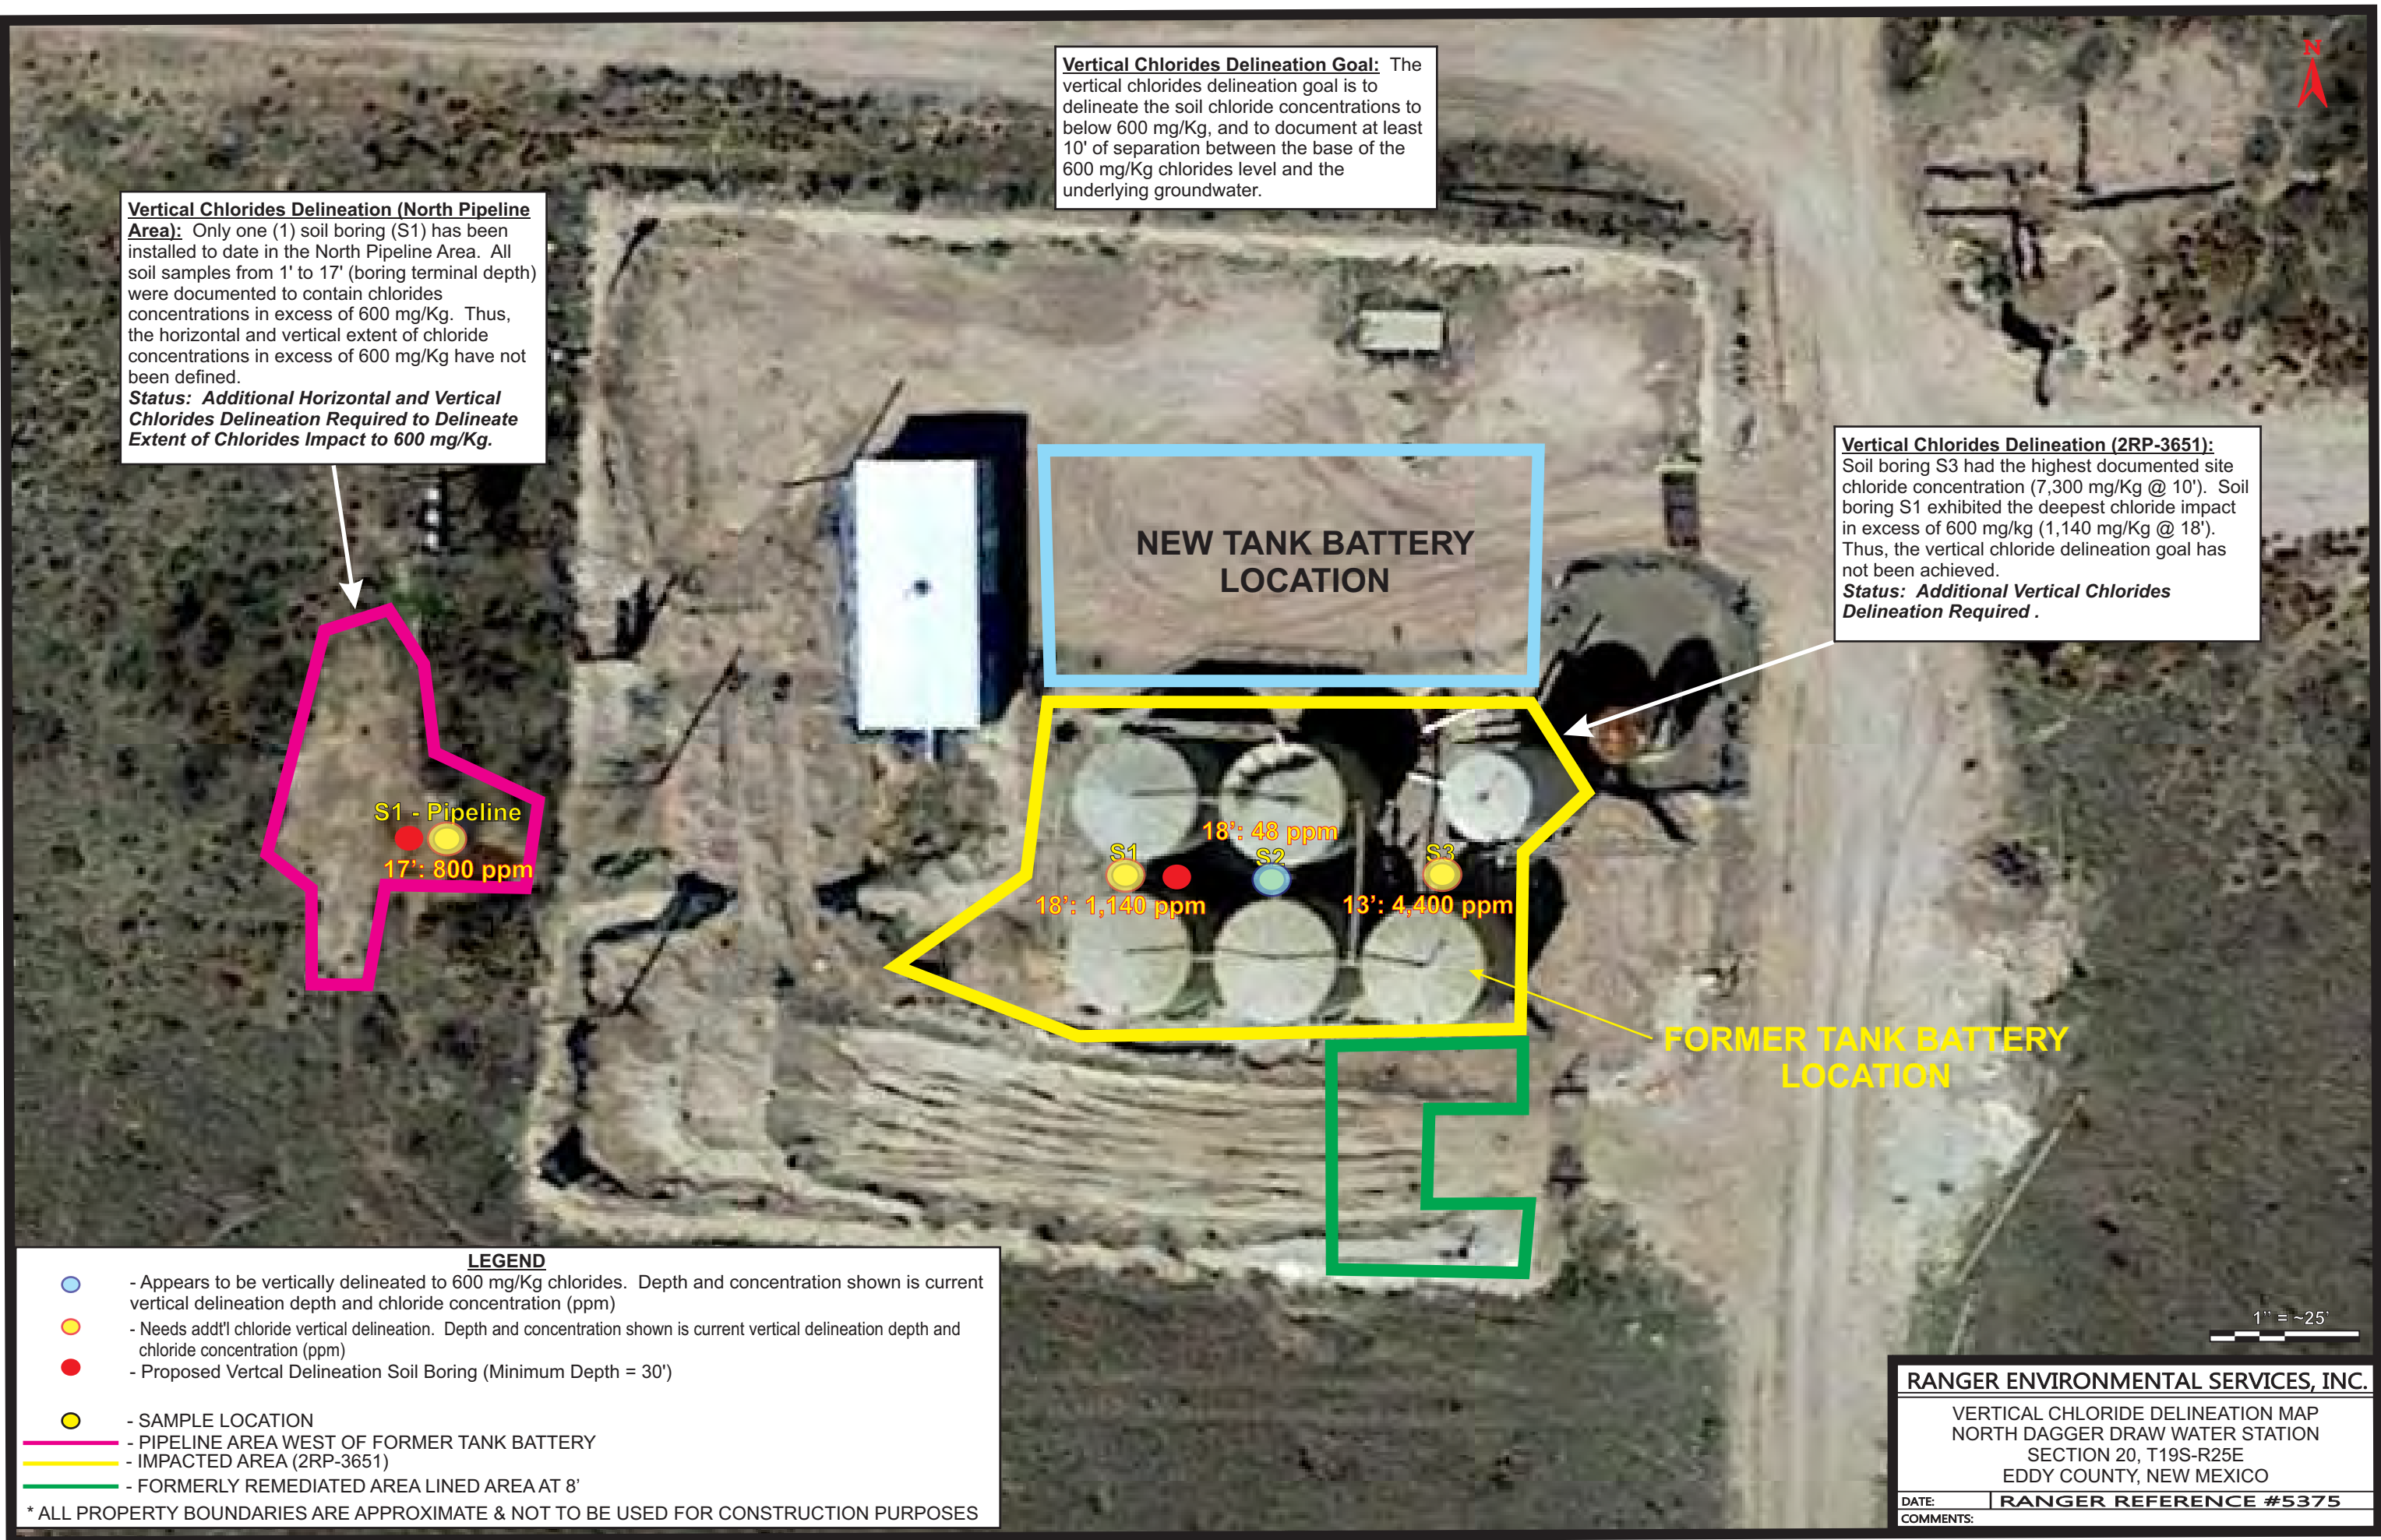 N
Vertical Chlorides Delineation Goal: The
vertical chlorides delineation goal is to
delineate the soil chloride concentrations to
below 600 mg/Kg, and to document at least
10' of separation between the base of the
600 mg/Kg chlorides level and the
underlying groundwater.
Vertical Chlorides Delineation (North Pipeline
Area): Only one (1) soil boring (S1) has been
installed to date in the North Pipeline Area. All
soil samples from 1' to 17' (boring terminal depth)
were documented to contain chlorides
concentrations in excess of 600 mg/Kg. Thus,
the horizontal and vertical extent of chloride
concentrations in excess of 600 mg/Kg have not
been defined.
Status: Additional Horizontal and Vertical
Chlorides Delineation Required to Delineate
Extent of Chlorides Impact to 600 mg/Kg.
Vertical Chlorides Delineation (2RP-3651):
Soil boring S3 had the highest documented site
chloride concentration (7,300 mg/Kg @ 10'). Soil
boring S1 exhibited the deepest chloride impact
in excess of 600 mg/kg (1,140 mg/Kg @ 18').
Thus, the vertical chloride delineation goal has
not been achieved.
Status: Additional Vertical Chlorides
Delineation Required .
NEW TANK BATTERY
LOCATION
S1 - Pipeline
17': 800 ppm
18': 48 ppm
S1
S2
S3
18': 1,140 ppm
13': 4,400 ppm
FORMER TANK BATTERY
LOCATION
LEGEND
- Appears to be vertically delineated to 600 mg/Kg chlorides. Depth and concentration shown is current
vertical delineation depth and chloride concentration (ppm)
- Needs addt'l chloride vertical delineation. Depth and concentration shown is current vertical delineation depth and
chloride concentration (ppm)
- Proposed Vertcal Delineation Soil Boring (Minimum Depth = 30')
- SAMPLE LOCATION
- PIPELINE AREA WEST OF FORMER TANK BATTERY
- IMPACTED AREA (2RP-3651)
- FORMERLY REMEDIATED AREA LINED AREA AT 8'
* ALL PROPERTY BOUNDARIES ARE APPROXIMATE & NOT TO BE USED FOR CONSTRUCTION PURPOSES
1" = ~25'
RANGER ENVIRONMENTAL SERVICES, INC.
VERTICAL CHLORIDE DELINEATION MAP
NORTH DAGGER DRAW WATER STATION
SECTION 20, T19S-R25E
EDDY COUNTY, NEW MEXICO
DATE: RANGER REFERENCE #5375
COMMENTS: